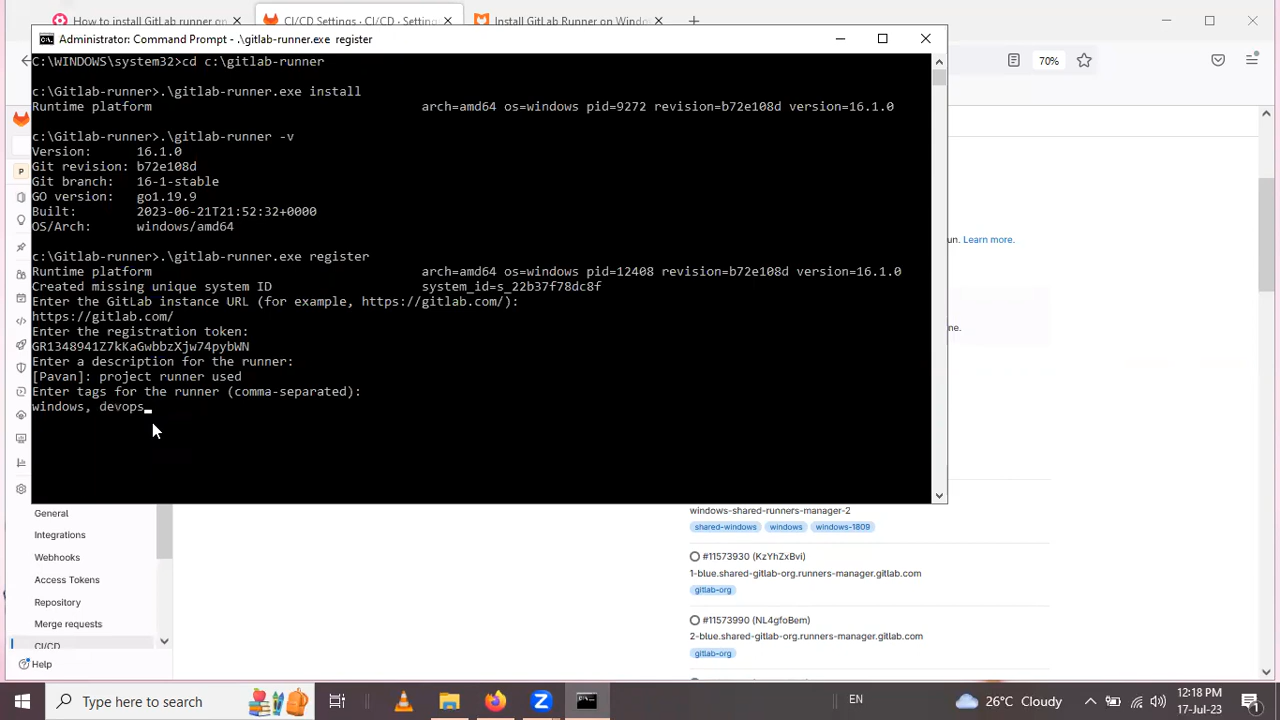 How to install GitLab runner on
CI/CD Settings · CI/CD · Settings
Install GitLab Runner on Windows
Administrator: Command Prompt - .\gitlab-runner.exe register
70%
C:\WINDOWS\system32>cd c:\gitlab-runner
c:\Gitlab-runner>.\gitlab-runner.exe install
Runtime platform arch=amd64 os=windows pid=9272 revision=b72e108d version=16.1.0
c:\Gitlab-runner>.\gitlab-runner -v
Version: 16.1.0
Git revision: b72e108d
Git branch: 16-1-stable
GO version: go1.19.9
Built: 2023-06-21T21:52:32+0000
OS/Arch: windows/amd64
c:\Gitlab-runner>.\gitlab-runner.exe register
Runtime platform arch=amd64 os=windows pid=12408 revision=b72e108d version=16.1.0
Created missing unique system ID system_id=s_22b37f78dc8f
Enter the GitLab instance URL (for example, https://gitlab.com/):
https://gitlab.com/
Enter the registration token:
GR1348941Z7kKaGwbbzXjw74pybWN
Enter a description for the runner:
[Pavan]: project runner used
Enter tags for the runner (comma-separated):
windows, devops
P
un. Learn more.
ne.
General
Integrations
Webhooks
Access Tokens
Repository
Merge requests
CI/CD
Help
windows-shared-runners-manager-2
shared-windows windows windows-1809
#11573930 (KzYhZxBvi)
1-blue.shared-gitlab-org.runners-manager.gitlab.com
gitlab-org
#11573990 (NL4gfoBem)
2-blue.shared-gitlab-org.runners-manager.gitlab.com
gitlab-org
Type here to search
EN
26°C Cloudy
12:18 PM
17-Jul-23
1